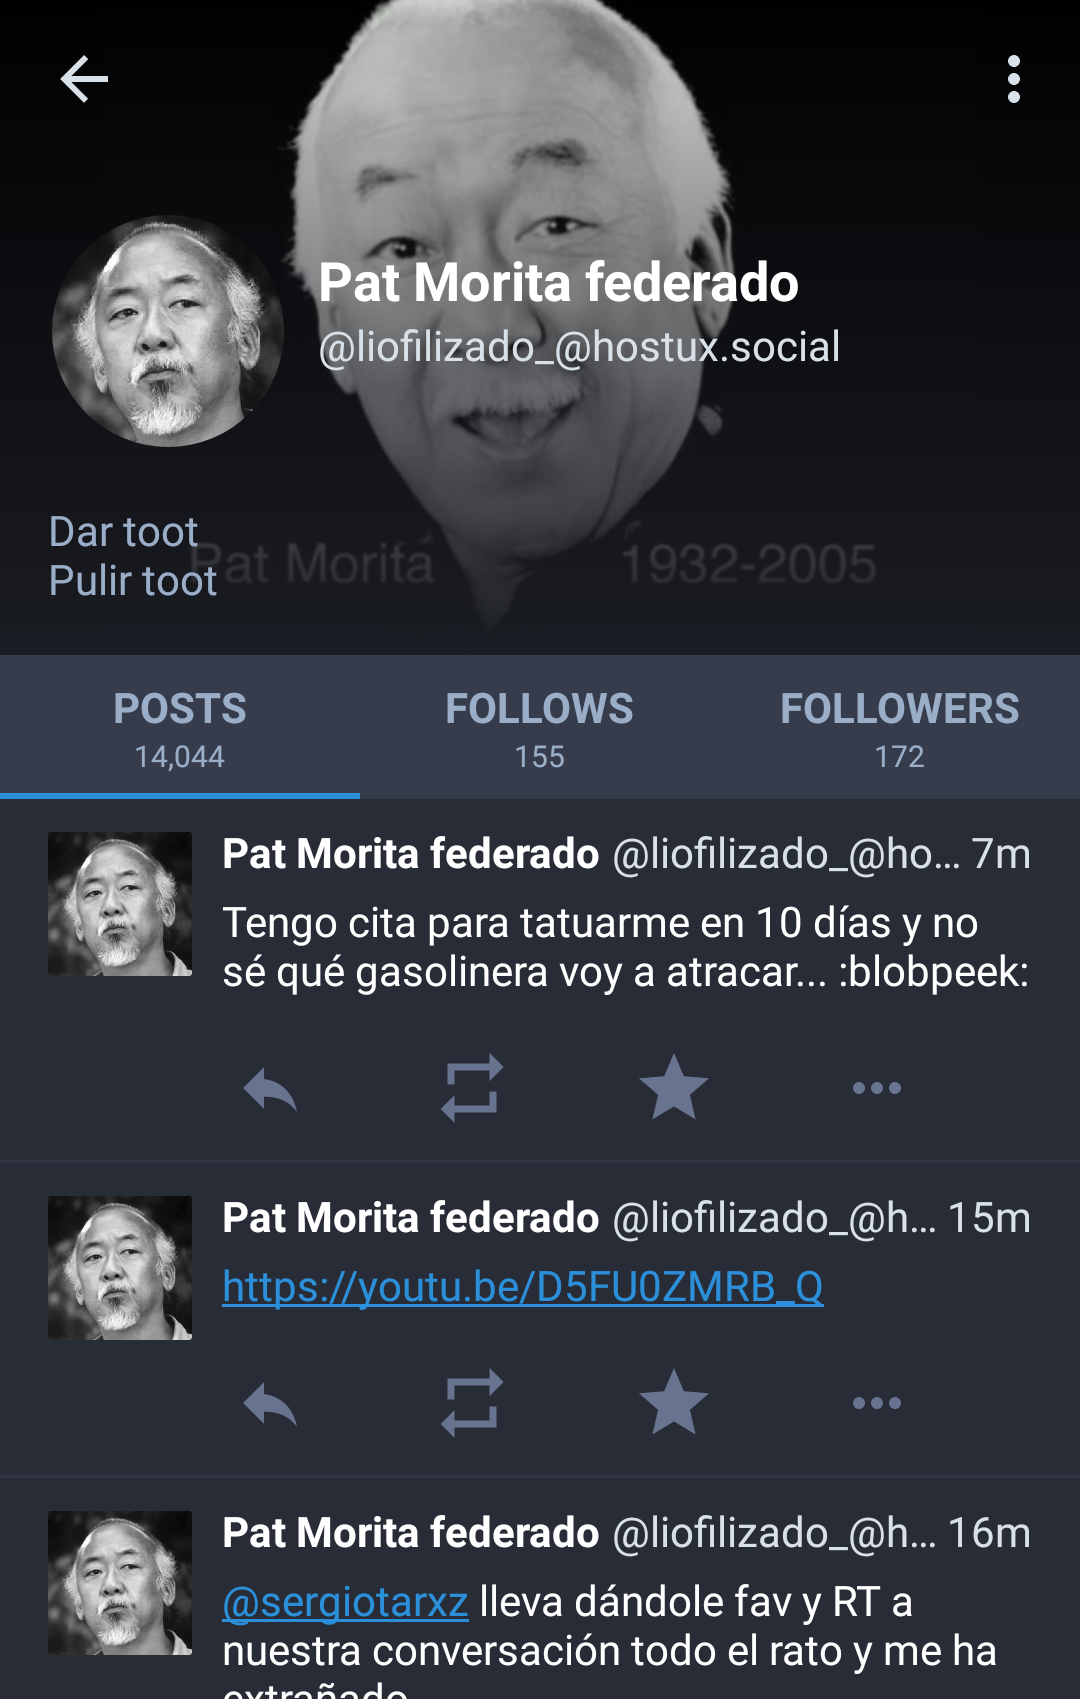 Pat Morita federado
@liofilizado_@hostux.social
Dar toot
Pulir toot
Pat Morita 1932-2005
POSTS FOLLOWS FOLLOWERS
14,044 155 172
Pat Morita federado @liofilizado_@ho... 7m
Tengo cita para tatuarme en 10 días y no
sé qué gasolinera voy a atracar... :blobpeek:
Pat Morita federado @liofilizado_@h... 15m
https://youtu.be/D5FU0ZMRB_Q
Pat Morita federado @liofilizado_@h... 16m
@sergiotarxz lleva dándole fav y RT a
nuestra conversación todo el rato y me ha
extrañado